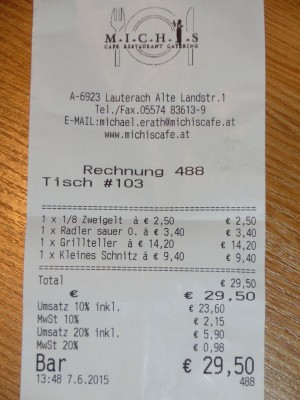 M.I.C.H.I.S
CAFE RESTAURANT CATERING
A-6923 Lauterach Alte Landstr.1
Tel./Fax.05574 83613-9
E-MAIL:michael.erath@michiscafe.at
www.michiscafe.at
Rechnung 488
Tisch #103
1 x 1/8 Zweigelt à € 2,50 € 2,50
1 x Radler sauer O. à € 3,40 € 3,40
1 x Grillteller à € 14,20 € 14,20
1 x Kleines Schnitz à € 9,40 € 9,40
Total € 29,50
€ € 29,50
Umsatz 10% inkl. € 23,60
MwSt 10% € 2,15
Umsatz 20% inkl. € 5,90
MwSt 20% € 0,98
Bar € 29,50
13:48 7.6.2015 488